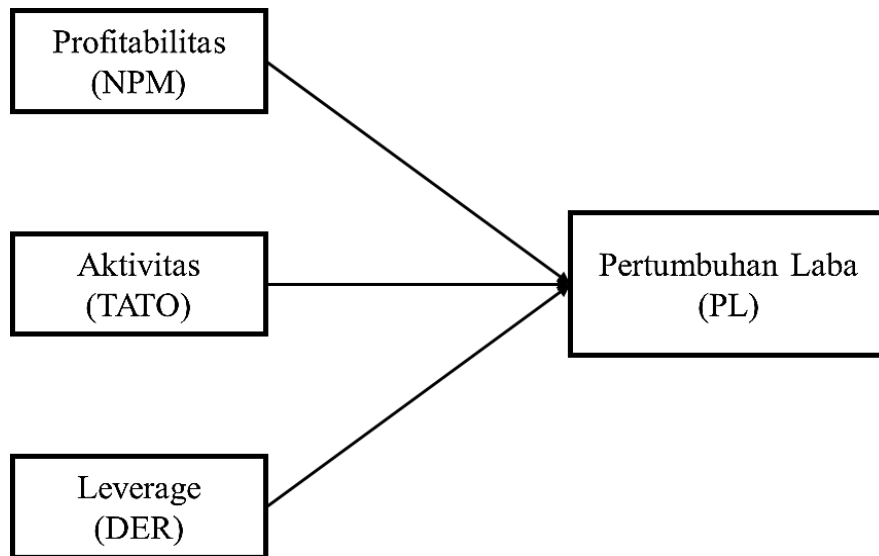 Profitabilitas
(NPM)
Aktivitas
(TATO)
Pertumbuhan Laba
(PL)
Leverage
(DER)